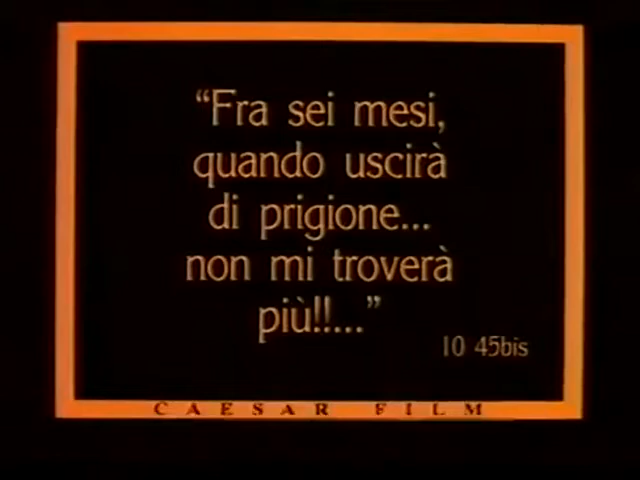 “Fra sei mesi,
quando uscirà
di prigione...
non mi troverà
più!!...”
10 45bis
CAESAR FILM